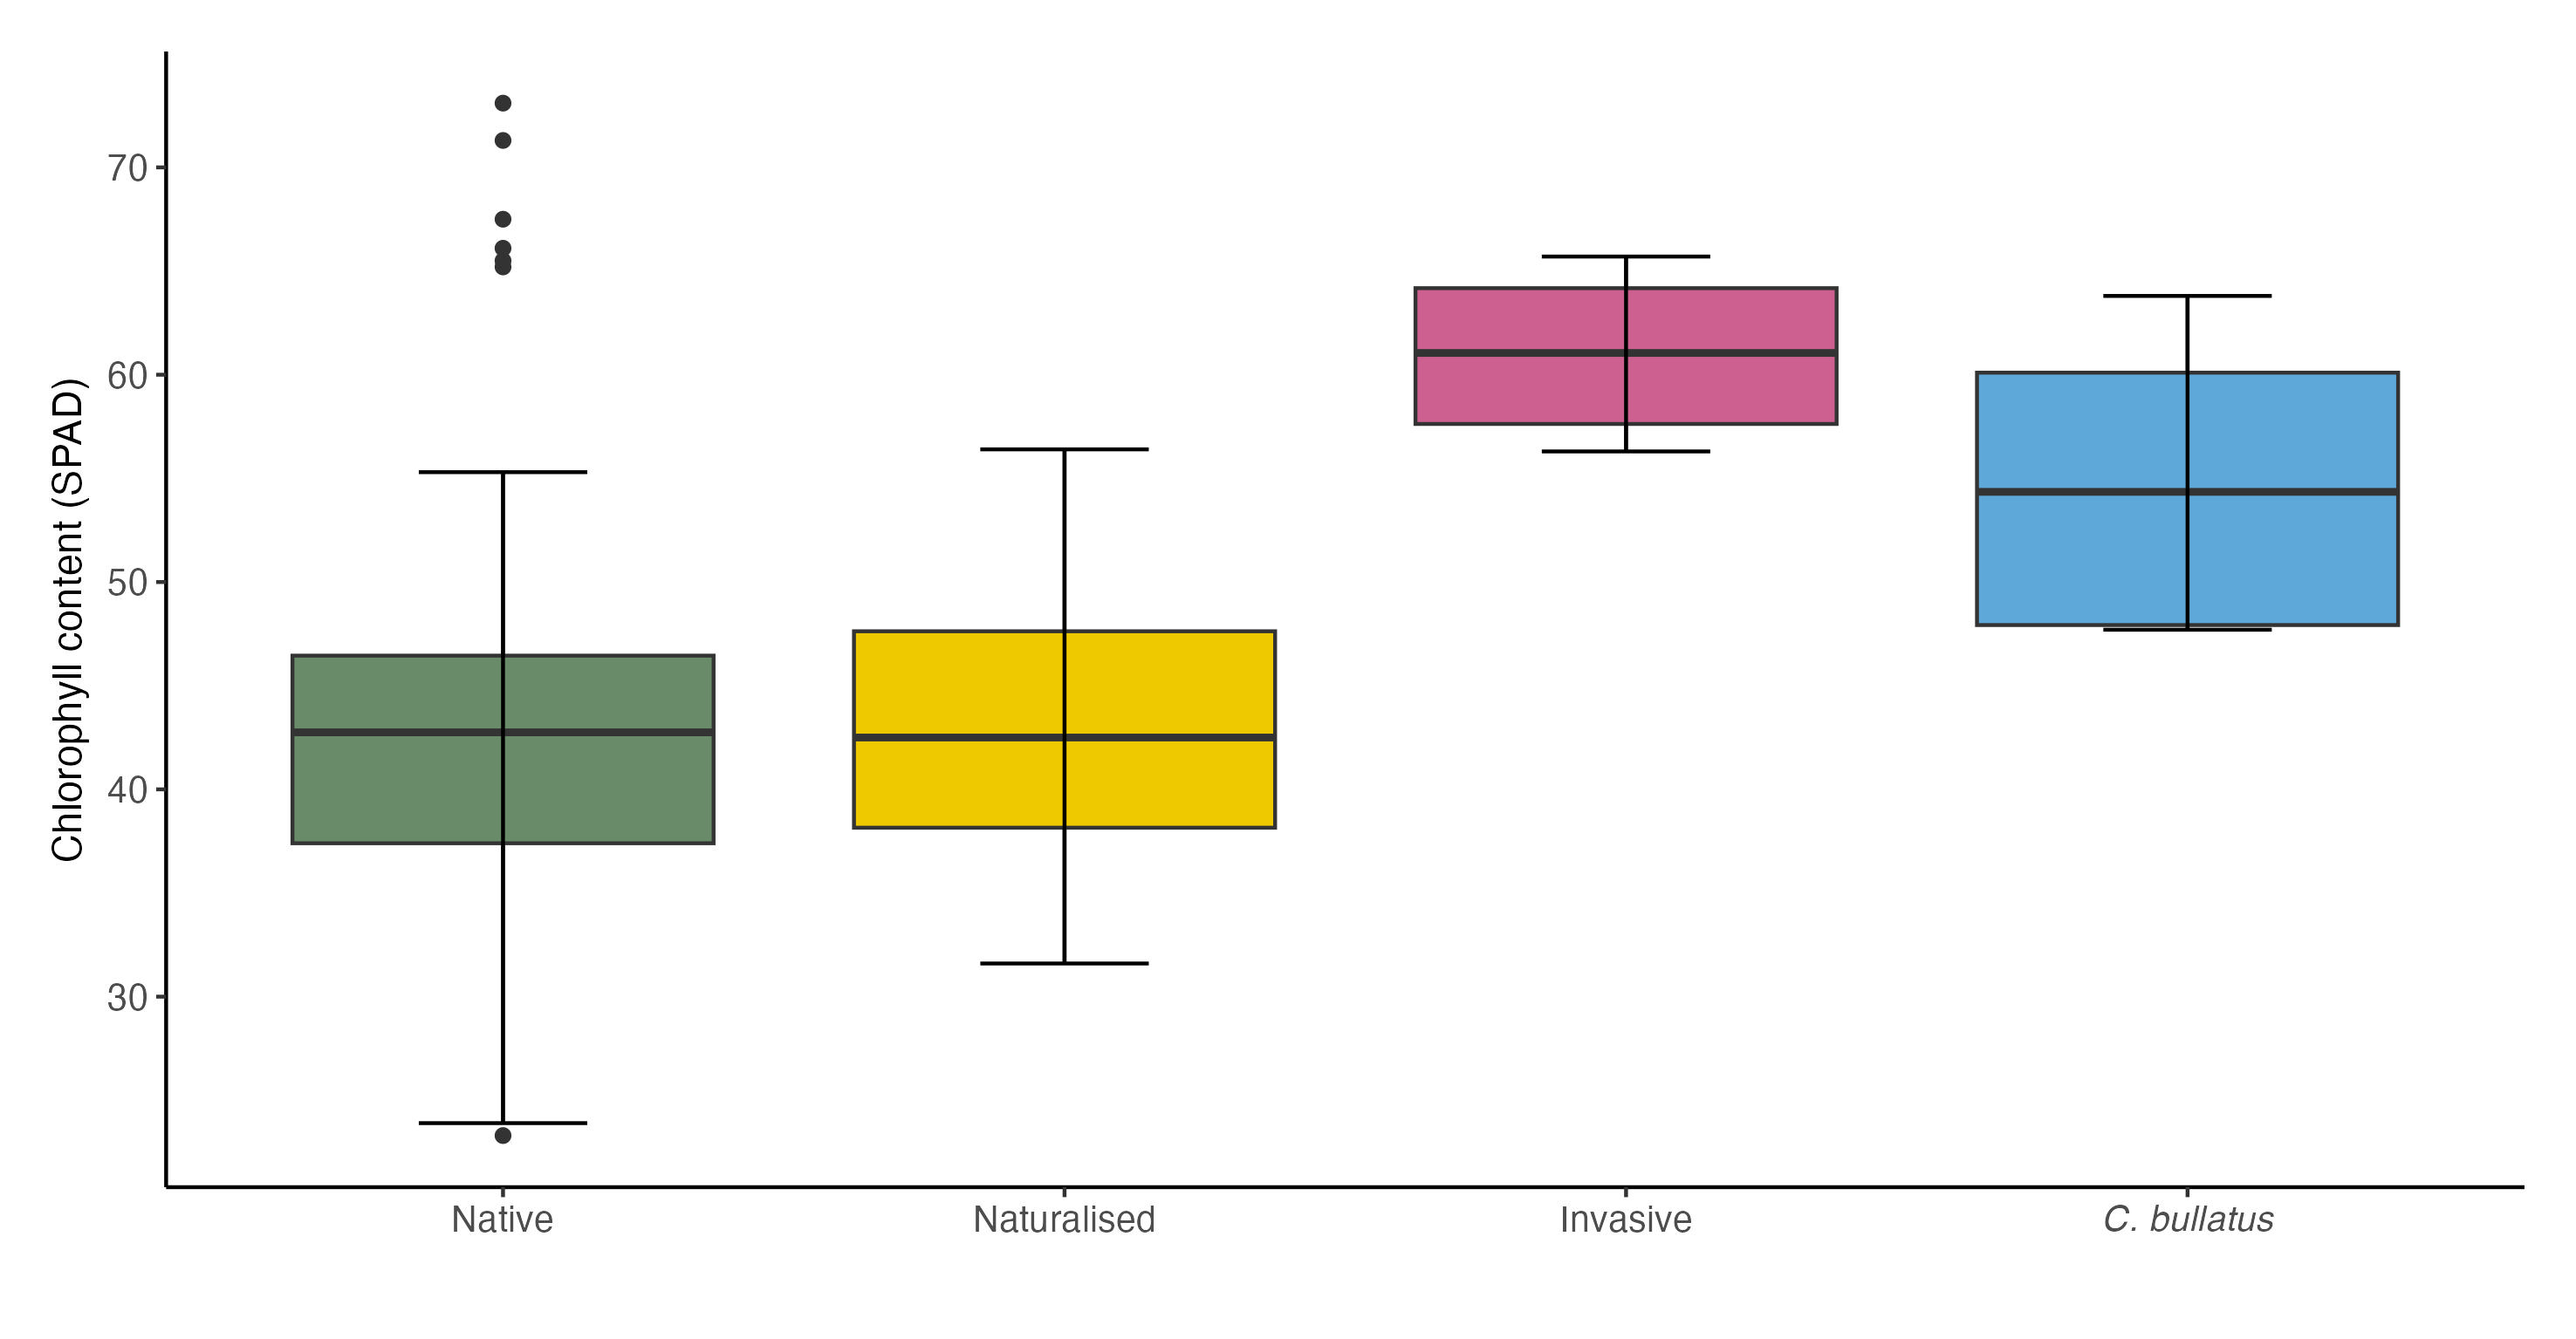 Chlorophyll content (SPAD)
70
60
50
40
30
Native
Naturalised
Invasive
C. bullatus